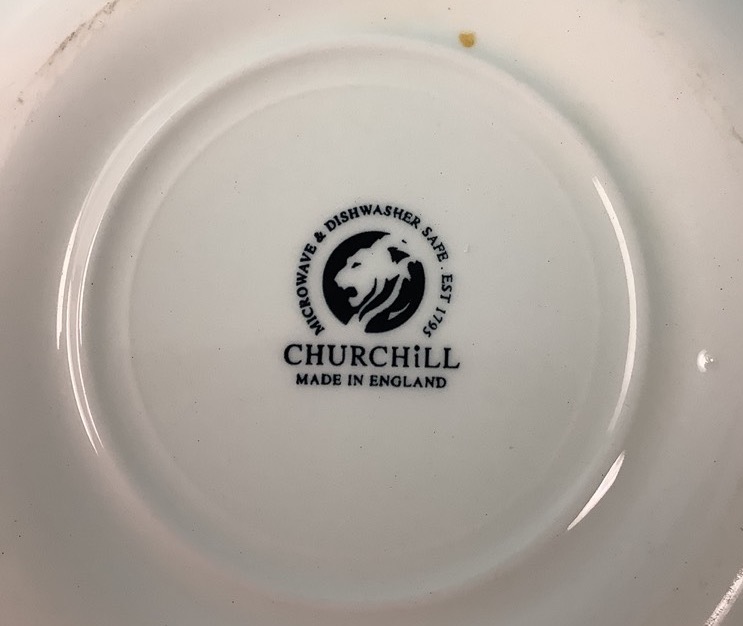 MICROWAVE & DISHWASHER SAFE . EST 1795
CHURCHiLL
MADE IN ENGLAND